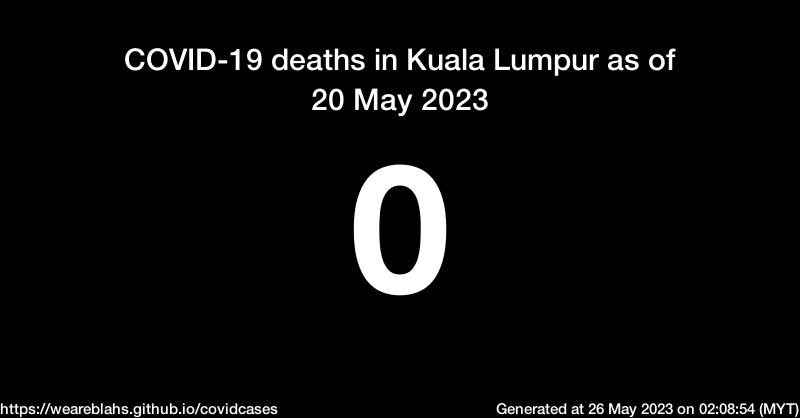 COVID-19 deaths in Kuala Lumpur as of
20 May 2023
0
https://weareblahs.github.io/covidcases
Generated at 26 May 2023 on 02:08:54 (MYT)